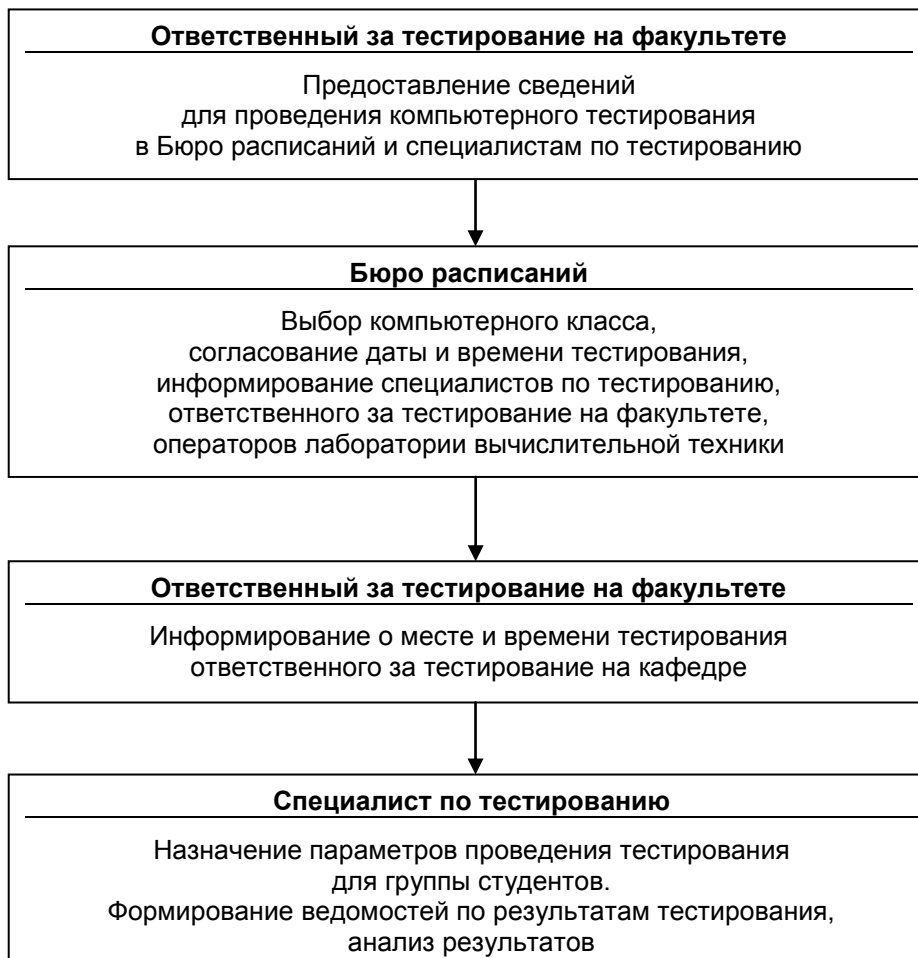 Ответственный за тестирование на факультете
Предоставление сведений
для проведения компьютерного тестирования
в Бюро расписаний и специалистам по тестированию
Бюро расписаний
Выбор компьютерного класса,
согласование даты и времени тестирования,
информирование специалистов по тестированию,
ответственного за тестирование на факультете,
операторов лаборатории вычислительной техники
Ответственный за тестирование на факультете
Информирование о месте и времени тестирования
ответственного за тестирование на кафедре
Специалист по тестированию
Назначение параметров проведения тестирования
для группы студентов.
Формирование ведомостей по результатам тестирования,
анализ результатов